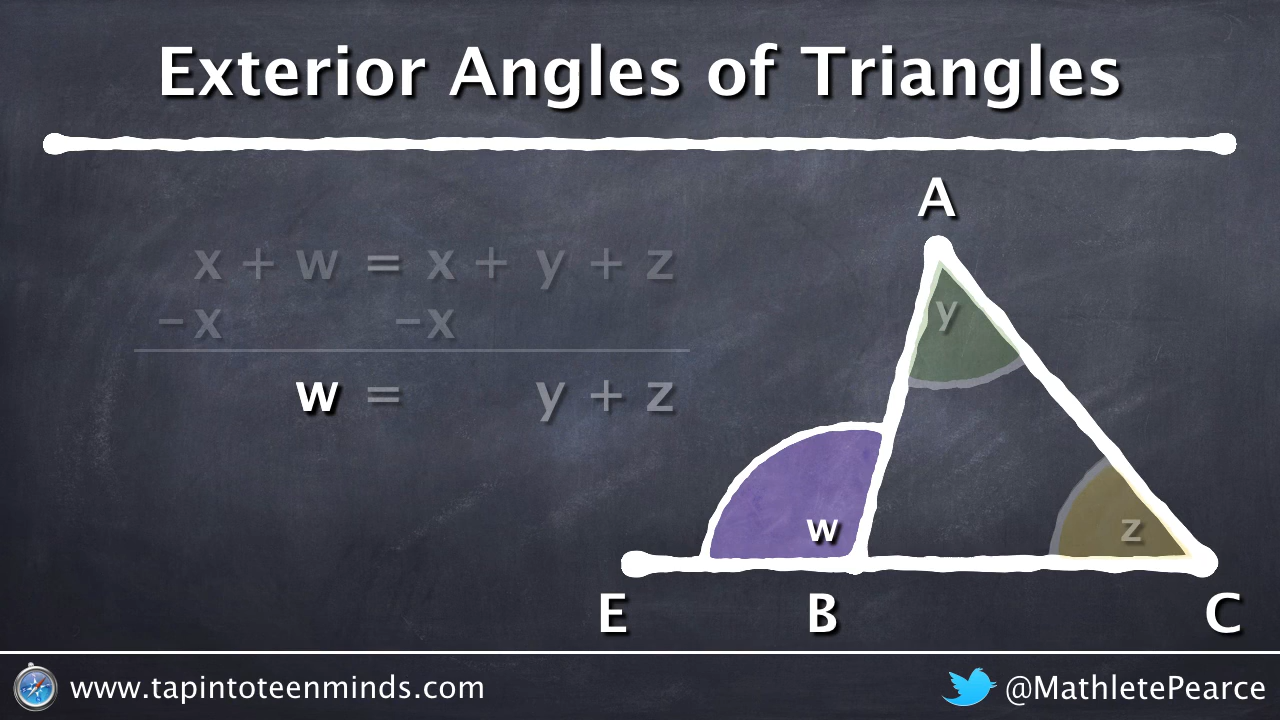 Exterior Angles of Triangles
x + w = x + y + z
−x −x
w = y + z
A
y
w
z
E B C
www.tapintoteenminds.com
@MathletePearce